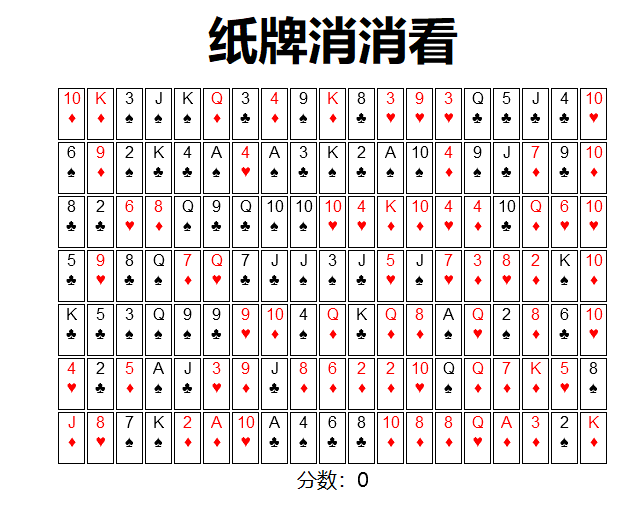 纸牌消消看
10 K 3 J K Q 3 4 9 K 8 3 9 3 Q 5 J 4 10
♦ ♦ ♠ ♠ ♠ ♦ ♣ ♦ ♠ ♦ ♣ ♥ ♥ ♥ ♣ ♣ ♣ ♣ ♥
6 9 2 K 4 A 4 A 3 K 2 A 10 4 9 J 7 9 10
♠ ♦ ♠ ♣ ♣ ♠ ♥ ♠ ♣ ♠ ♣ ♠ ♠ ♦ ♠ ♣ ♦ ♣ ♦
8 2 6 8 Q 9 Q 10 10 10 4 K 10 4 4 10 Q 6 10
♣ ♣ ♥ ♦ ♠ ♣ ♣ ♠ ♠ ♥ ♥ ♦ ♦ ♥ ♦ ♣ ♦ ♥ ♥
5 9 8 Q 7 Q 7 J J 3 J 5 J 7 3 8 2 K 10
♣ ♥ ♣ ♠ ♦ ♥ ♣ ♣ ♠ ♠ ♣ ♥ ♠ ♥ ♦ ♥ ♦ ♠ ♦
K 5 3 Q 9 9 9 10 4 Q K Q 8 A Q 2 8 6 10
♣ ♣ ♠ ♠ ♠ ♣ ♥ ♦ ♠ ♦ ♣ ♦ ♦ ♠ ♥ ♠ ♦ ♣ ♥
4 2 5 A J 3 9 J 8 6 2 2 10 Q Q 7 K 5 8
♥ ♣ ♦ ♠ ♣ ♥ ♦ ♣ ♦ ♦ ♦ ♦ ♥ ♠ ♦ ♦ ♦ ♥ ♠
J 8 7 K 2 A 10 A 4 6 8 10 8 8 Q A 3 2 K
♦ ♥ ♠ ♠ ♦ ♦ ♥ ♣ ♠ ♣ ♣ ♦ ♦ ♦ ♥ ♦ ♦ ♠ ♦
分数：0